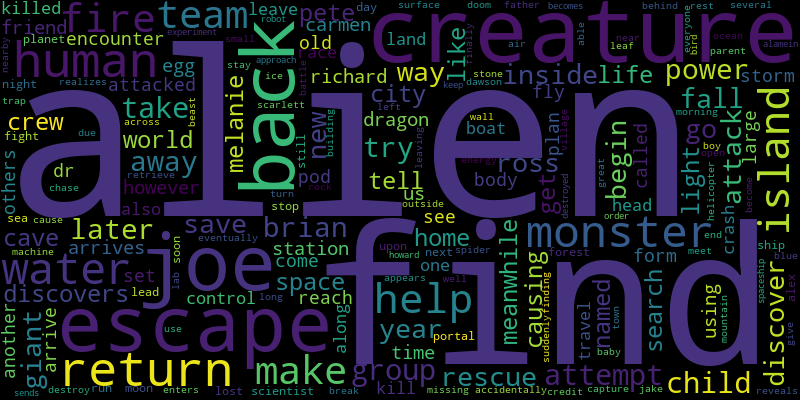 killed
fire
team
back
creature
leave
pete
day
surface
doom
father
becomes
behind
rest
several
friend
planet
experiment
robot
carmen
land
everyone
near
ocean
parent
alamein
human
encounter
small
old
race
air
able
bird
leaf
nearby
night
realizes
egg
attacked
approach
finally
stay
ice
battle
richard
way
like
inside
life
power
storm
trap
across
beast
scarlett
keep
dawson
stone
crew
take
melanie
left
city
fly
fall
morning
fight
due
world
new
building
still
dragon
boat
wall
plan
village
begin
called
go
boy
open
attack
large
island
others
dr
away
chase
retrieve
pod
try
leaving
ross
energy
destroyed
great
light
helicopter
become
however
turn
tell
us
body
get
head
alien
find
also
stop
rock
outside
order
crash
sea
cause
later
save
brian
see
monster
end
ship
cave
arrives
soon
lab
eventually
station
upon
howard
home
next
spider
meanwhile
causing
forest
form
meet
blue
machine
water
joe
come
appears
one
well
travel
named
search
town
spaceship
discovers
set
lead
control
long
space
reach
help
suddenly
finding
using
mountain
discover
alex
give
another
giant
arrive
escape
use
year
along
time
portal
baby
return
make
group
rescue
attempt
child
sends
destroy
run
moon
enters
lost
scientist
break
kill
missing
accidentally
credit
capture
jake
reveals